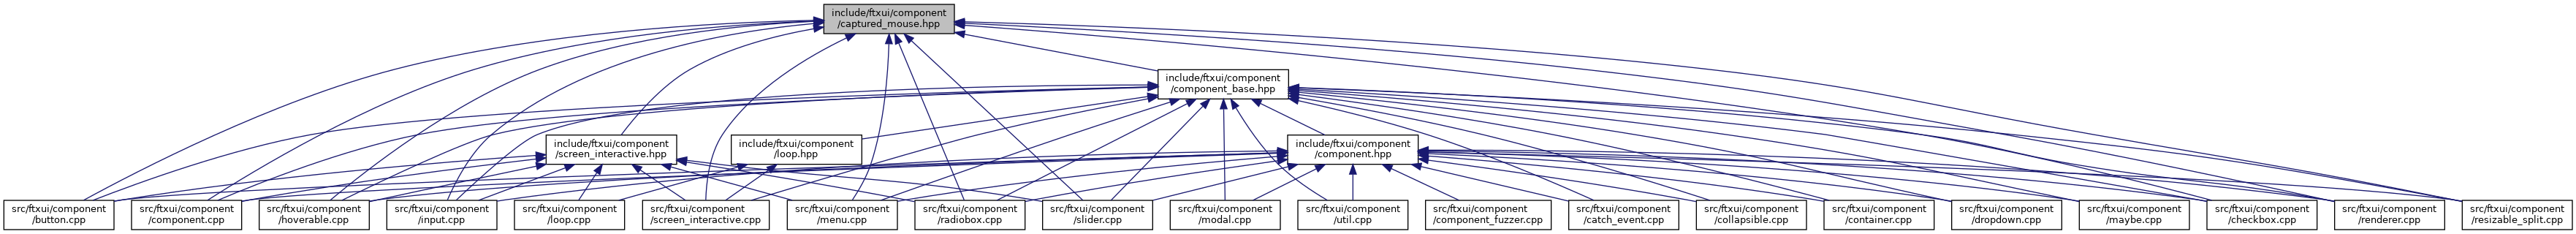 include/ftxui/component
/captured_mouse.hpp
include/ftxui/component
/component_base.hpp
include/ftxui/component
/screen_interactive.hpp
include/ftxui/component
/loop.hpp
include/ftxui/component
/component.hpp
src/ftxui/component
/button.cpp
src/ftxui/component
/component.cpp
src/ftxui/component
/hoverable.cpp
src/ftxui/component
/input.cpp
src/ftxui/component
/loop.cpp
src/ftxui/component
/screen_interactive.cpp
src/ftxui/component
/menu.cpp
src/ftxui/component
/radiobox.cpp
src/ftxui/component
/slider.cpp
src/ftxui/component
/modal.cpp
src/ftxui/component
/util.cpp
src/ftxui/component
/component_fuzzer.cpp
src/ftxui/component
/catch_event.cpp
src/ftxui/component
/collapsible.cpp
src/ftxui/component
/container.cpp
src/ftxui/component
/dropdown.cpp
src/ftxui/component
/maybe.cpp
src/ftxui/component
/checkbox.cpp
src/ftxui/component
/renderer.cpp
src/ftxui/component
/resizable_split.cpp